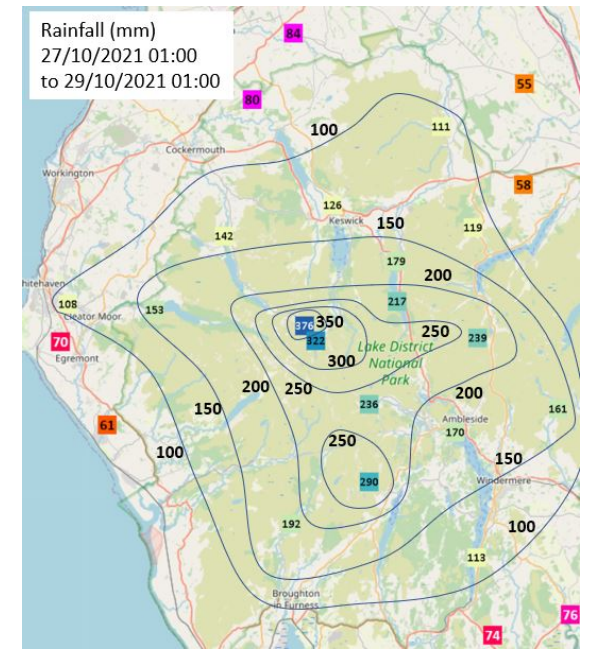 Rainfall (mm)
27/10/2021 01:00
to 29/10/2021 01:00
84
55
80
100
111
Cockermouth
Workington
58
126
Keswick
150
119
142
179
200
hitehaven
108
Cleator Moor
153
217
376
350
250
322
239
70
Egremont
300
Lake District
National
Park
200
250
200
236
150
161
61
Ambleside
170
250
100
150
290
Windermere
192
100
113
Broughton
in Furness
76
74